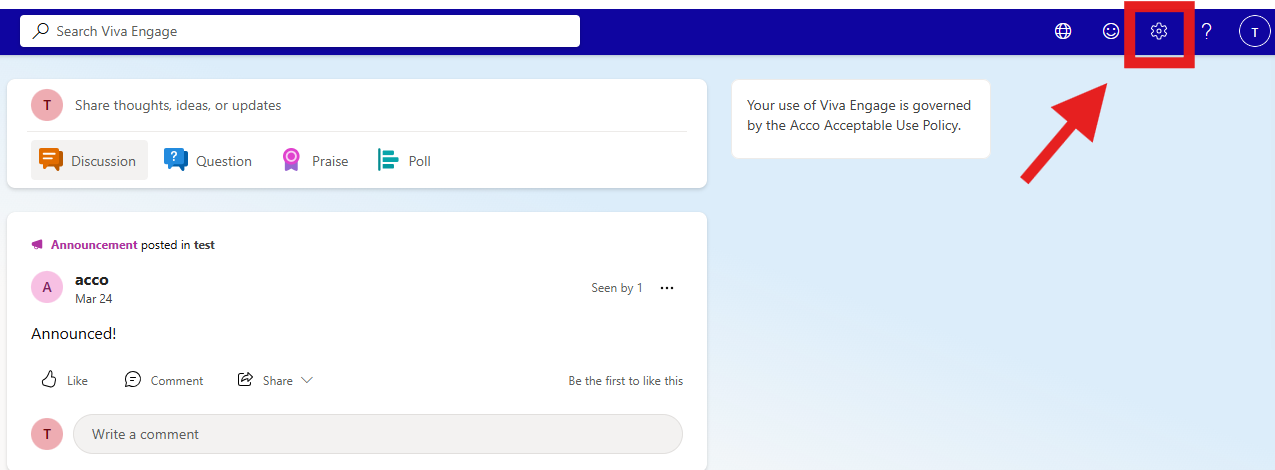 Search Viva Engage
T
T
Share thoughts, ideas, or updates
Discussion
Question
Praise
Poll
Your use of Viva Engage is governed
by the Acco Acceptable Use Policy.
Announcement posted in test
A
acco
Mar 24
Seen by 1
Announced!
Like
Comment
Share
Be the first to like this
T
Write a comment